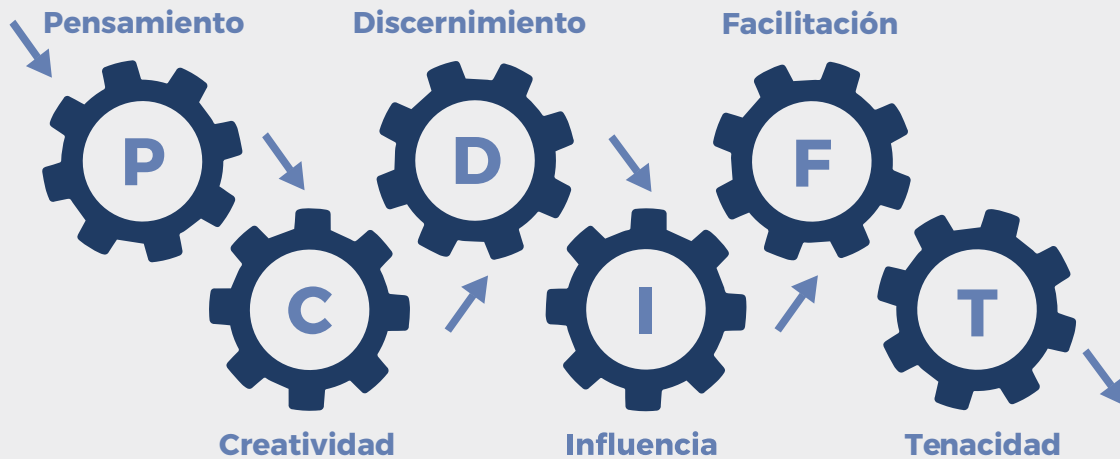 Pensamiento
Discernimiento
Facilitación
P
D
F
C
I
T
Creatividad
Influencia
Tenacidad